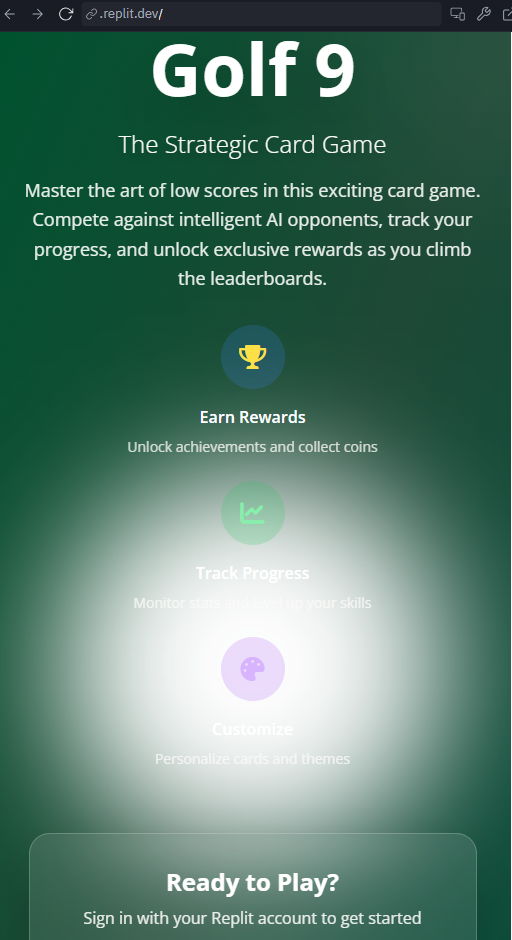 .replit.dev/
Golf 9
The Strategic Card Game
Master the art of low scores in this exciting card game.
Compete against intelligent AI opponents, track your
progress, and unlock exclusive rewards as you climb
the leaderboards.
Earn Rewards
Unlock achievements and collect coins
Track Progress
Monitor stats and level up your skills
Customize
Personalize cards and themes
Ready to Play?
Sign in with your Replit account to get started